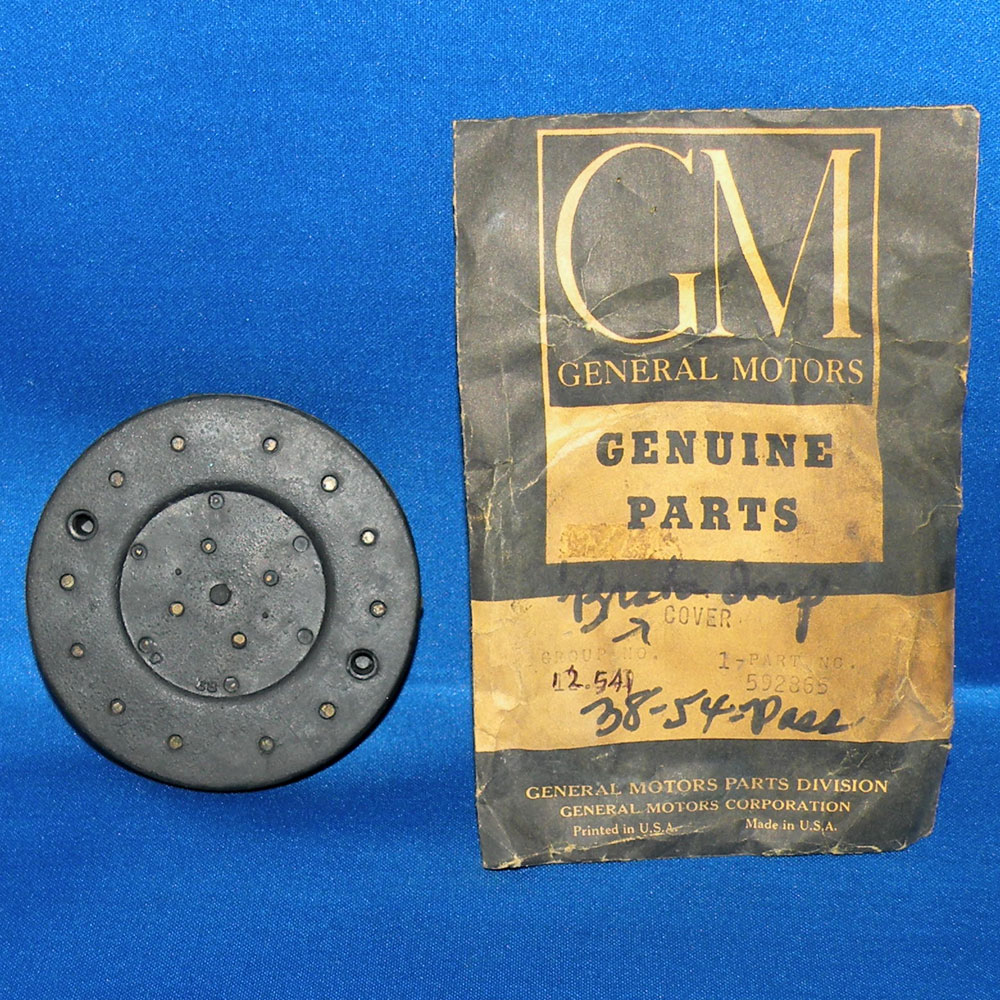 GM
GENERAL MOTORS
GENUINE
PARTS
Insp
COVER
GROUP NO. 1-PART NO.
12.541 592865
38-54-Pass
GENERAL MOTORS PARTS DIVISION
GENERAL MOTORS CORPORATION
Printed in U.S.A. Made in U.S.A.